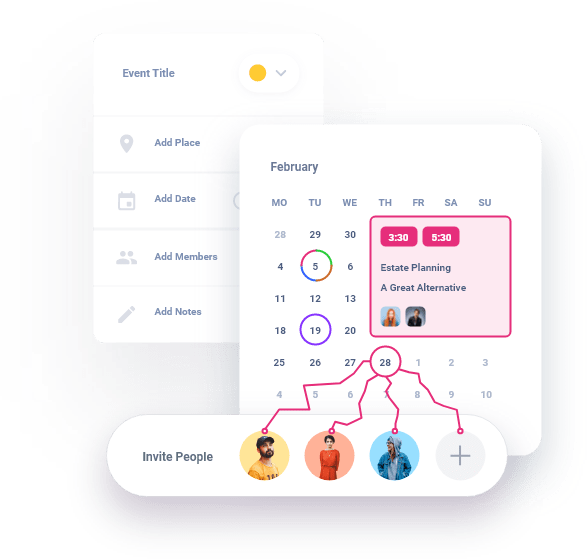 Event Title
Add Place
Add Date
Add Members
Add Notes
February
MO TU WE TH FR SA SU
28 29 30
3:30 5:30
4 5 6
Estate Planning
A Great Alternative
11 12 13
18 19 20
25 26 27 28 1 2 3
4 5 6 7 8 9 10
Invite People